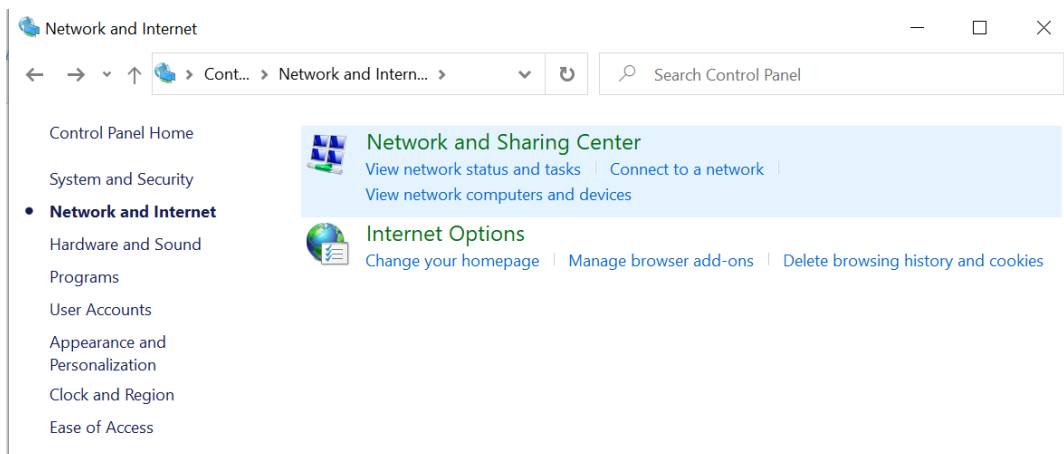 Network and Internet
Cont... > Network and Intern... >
Search Control Panel
Control Panel Home
System and Security
Network and Internet
Hardware and Sound
Programs
User Accounts
Appearance and
Personalization
Clock and Region
Ease of Access
Network and Sharing Center
View network status and tasks
Connect to a network
View network computers and devices
Internet Options
Change your homepage
Manage browser add-ons
Delete browsing history and cookies